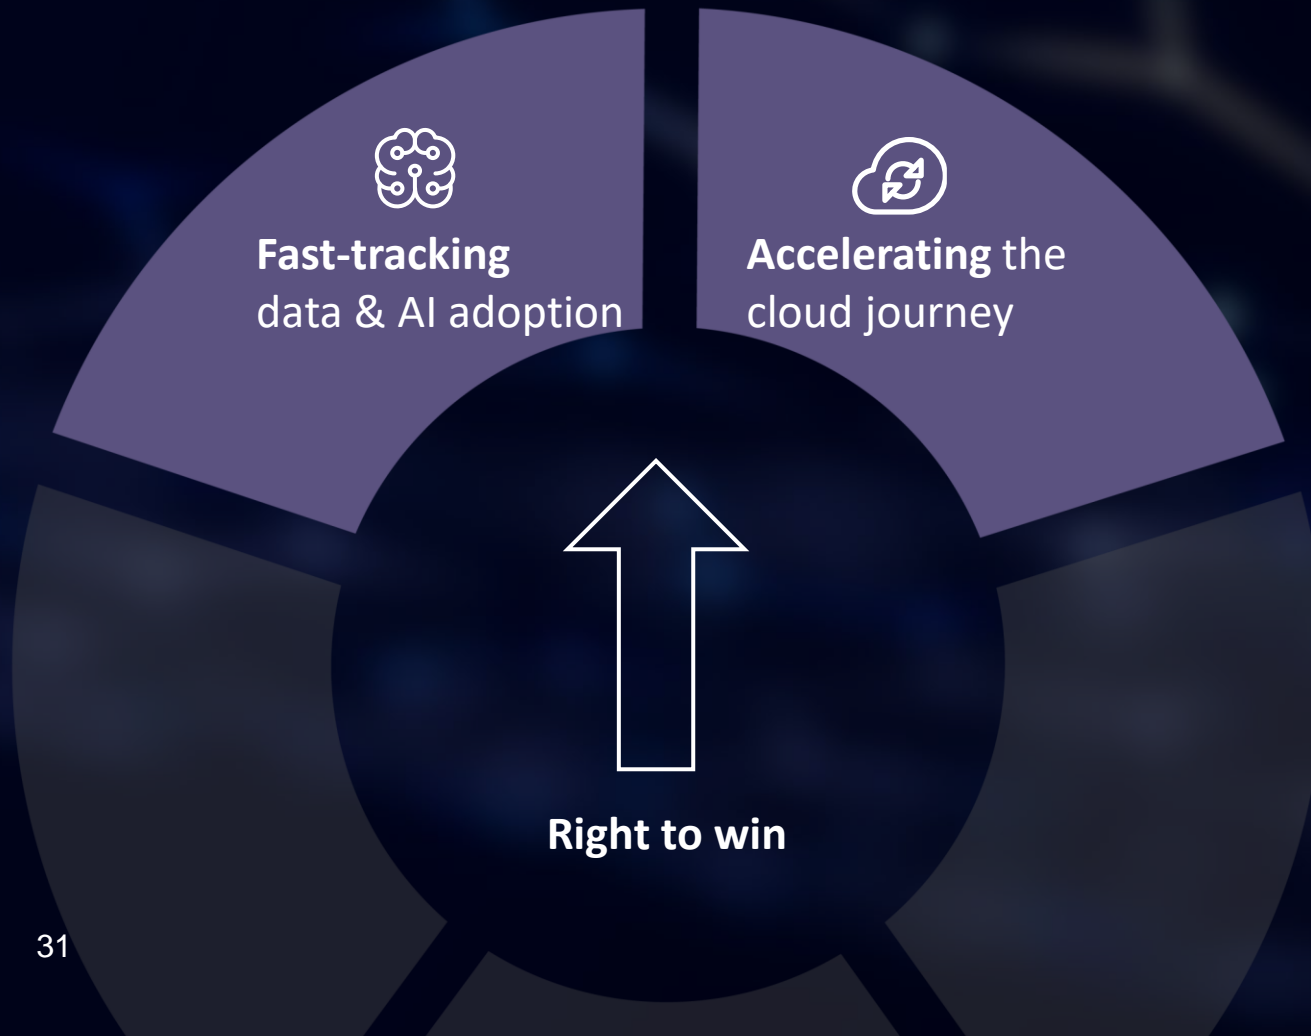 Fast-tracking
data & AI adoption
Accelerating the
cloud journey
Right to win
31